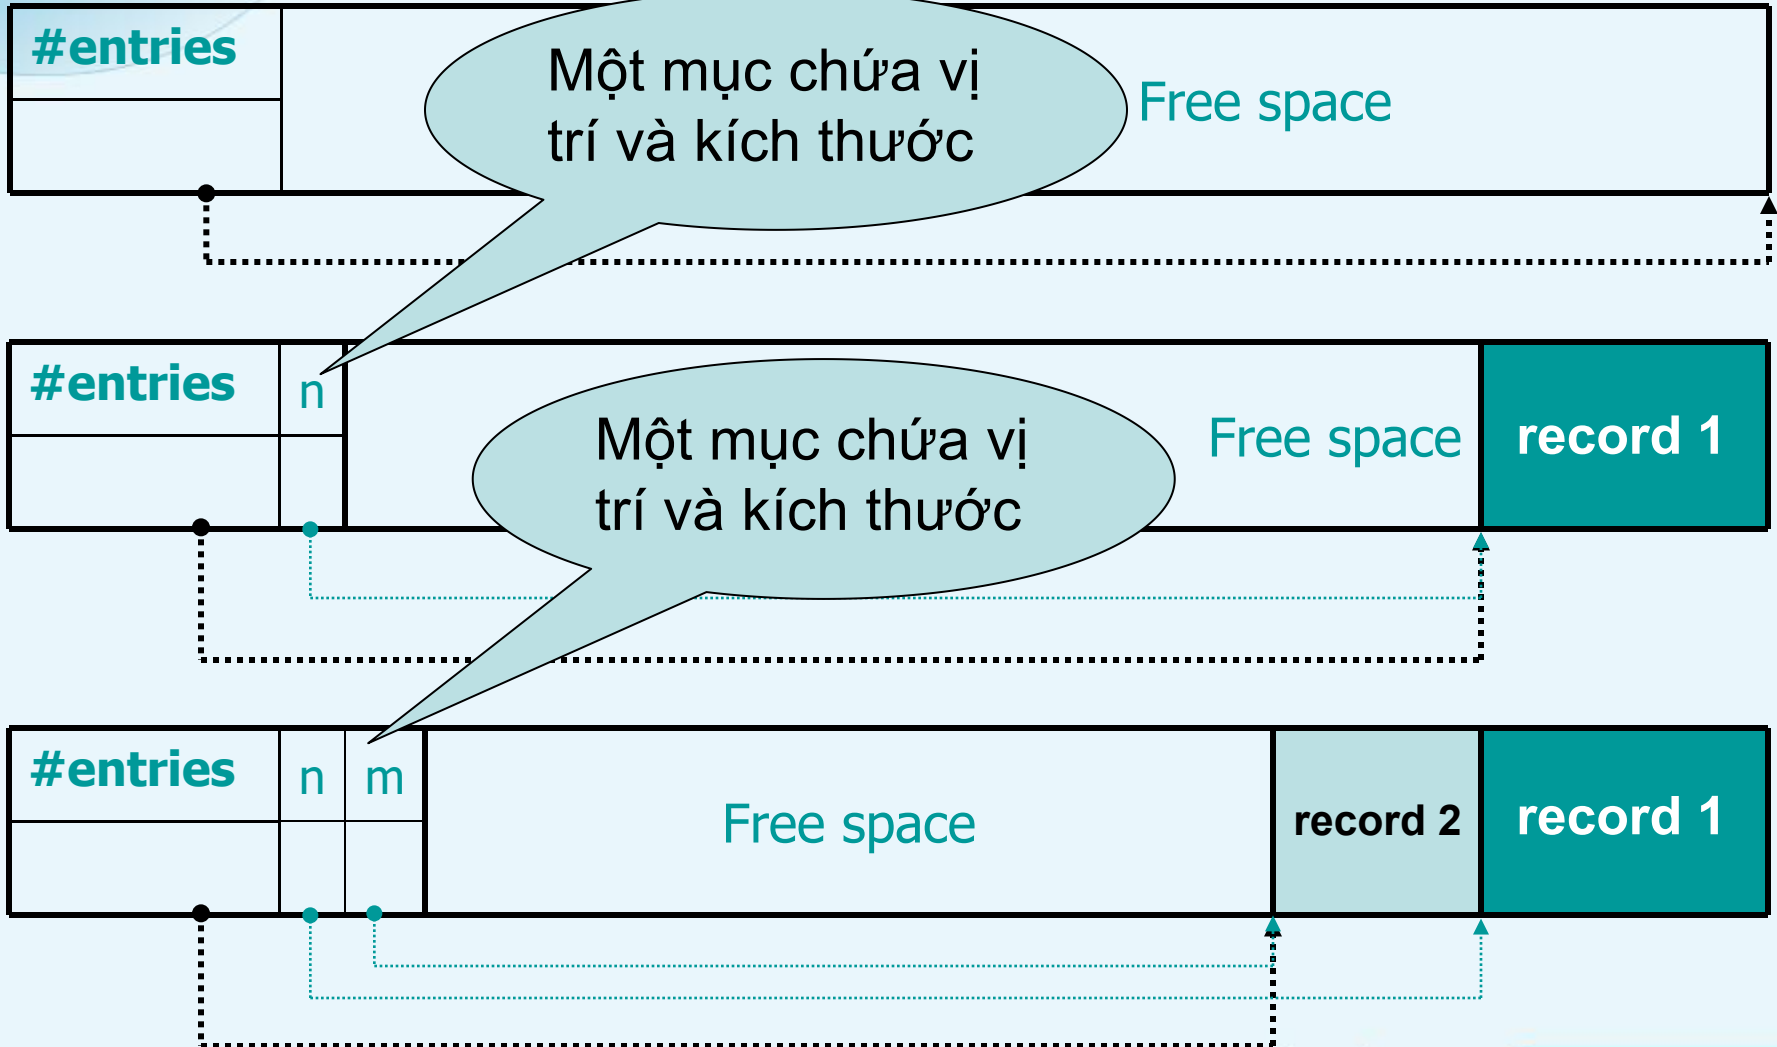 #entries
Một mục chứa vị
trí và kích thước
Free space
#entries
n
Một mục chứa vị
trí và kích thước
Free space
record 1
#entries
n
m
Free space
record 2
record 1